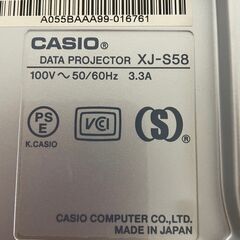 A055BAAA99-016761
CASIO
DATA PROJECTOR XJ-S58
100V～50/60Hz 3.3A
PS
E
K.CASIO
VCI
S
CASIO COMPUTER CO.,LTD.
MADE IN JAPAN